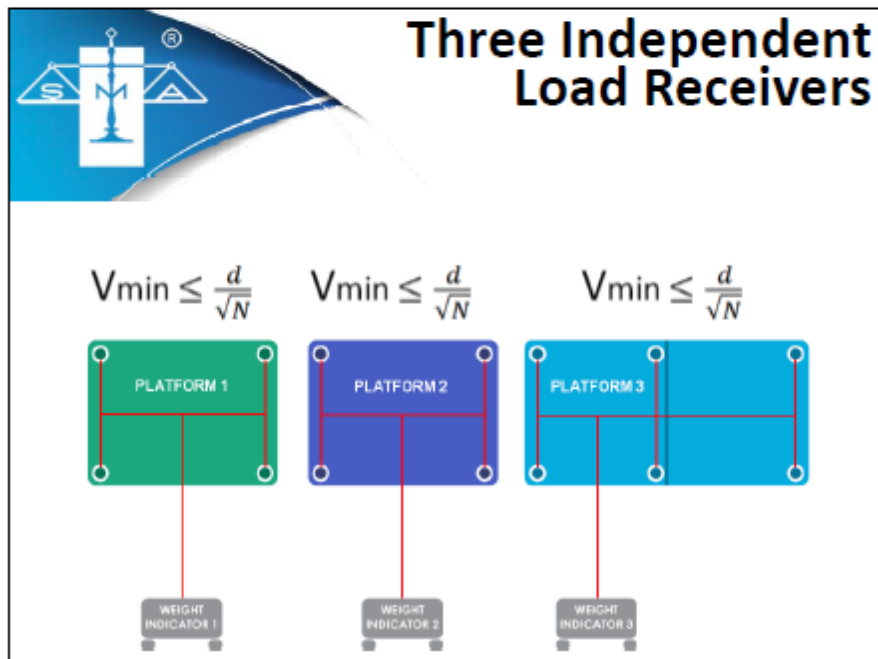 Three Independent
Load Receivers
®
S M A
Vmin ≤ d/√N
Vmin ≤ d/√N
Vmin ≤ d/√N
PLATFORM 1
PLATFORM 2
PLATFORM 3
WEIGHT
INDICATOR 1
WEIGHT
INDICATOR 2
WEIGHT
INDICATOR 3